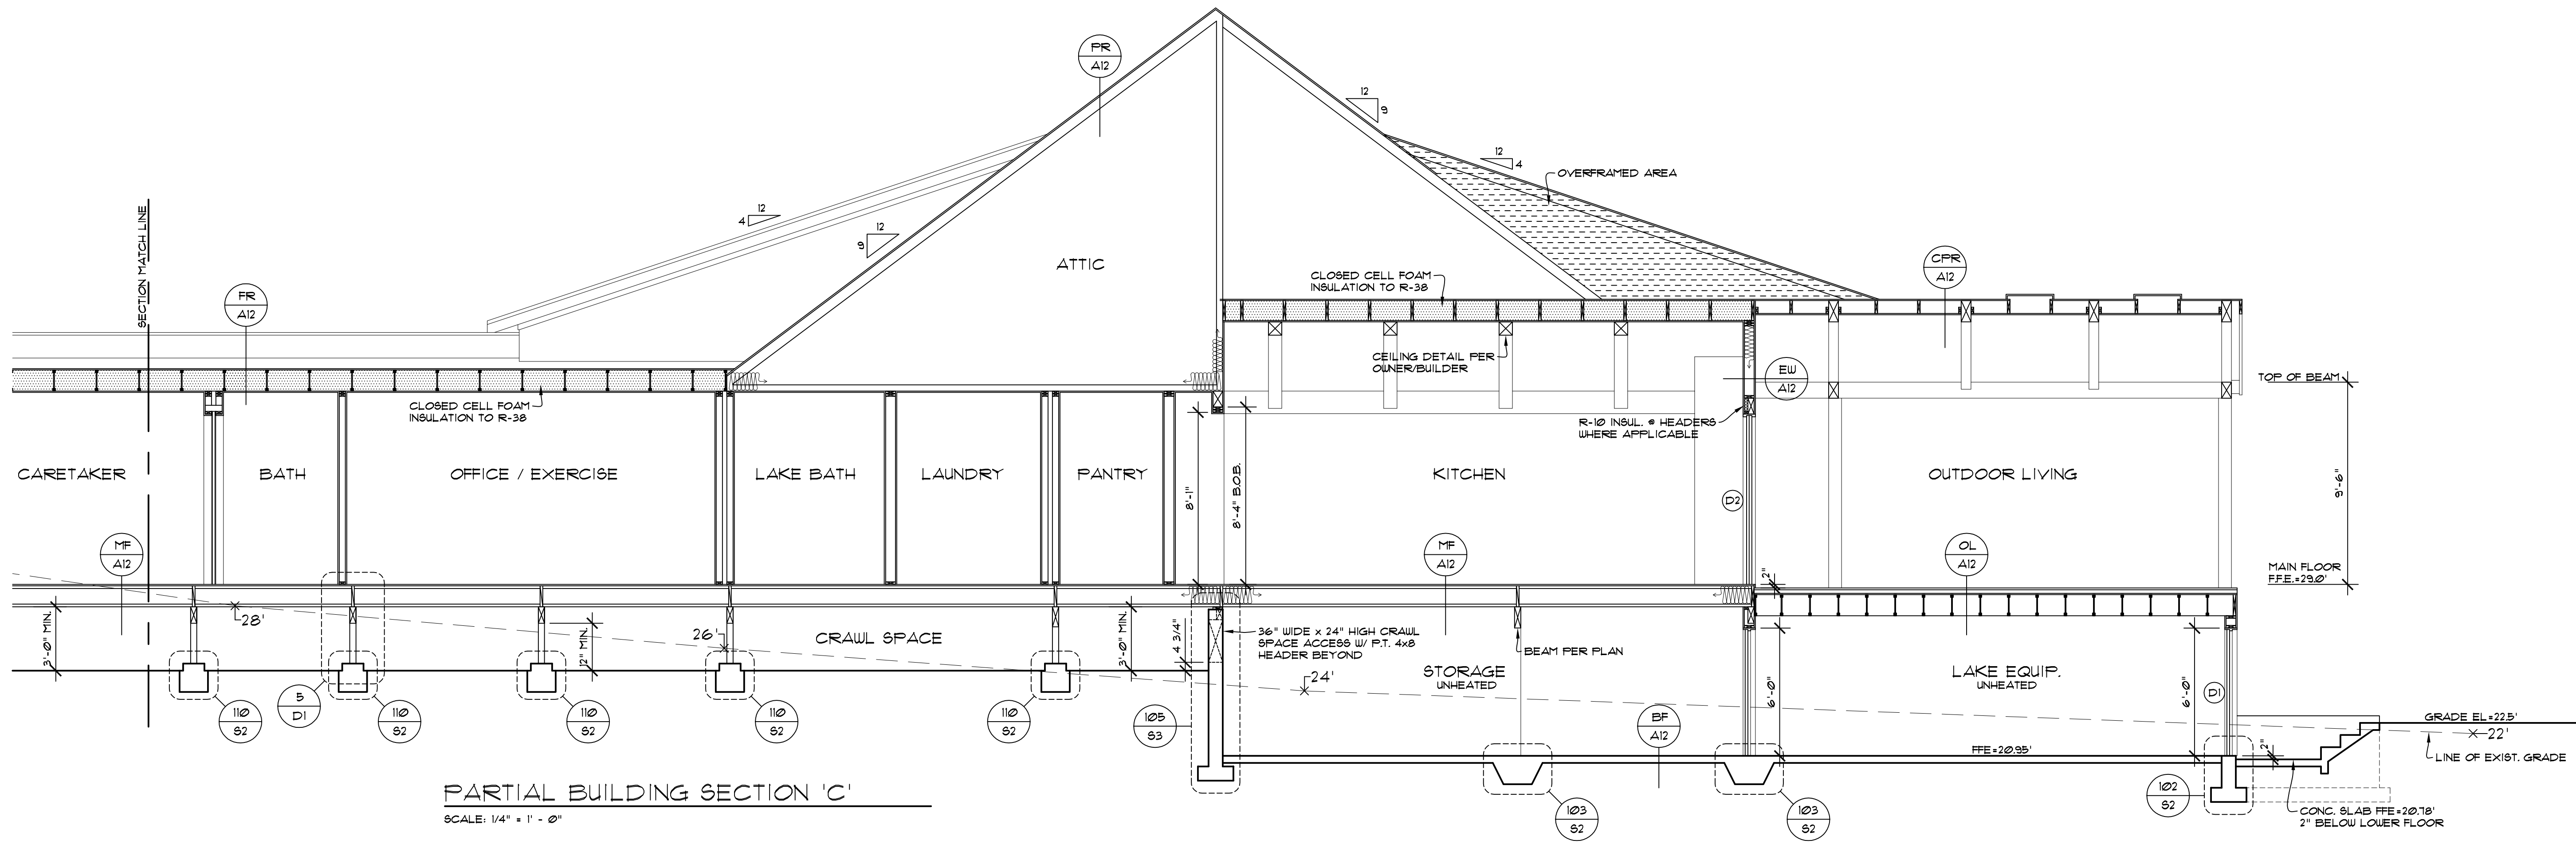 PR
A12
12
9
12
4
OVERFRAMED AREA
SECTION MATCH LINE
12
4
12
9
ATTIC
CLOSED CELL FOAM
INSULATION TO R-38
CPR
A12
FR
A12
CEILING DETAIL PER
OWNER/BUILDER
EW
A12
TOP OF BEAM
CLOSED CELL FOAM
INSULATION TO R-38
R-10 INSUL. @ HEADERS
WHERE APPLICABLE
CARETAKER
BATH
OFFICE / EXERCISE
LAKE BATH
LAUNDRY
PANTRY
8'-1"
8'-4" B.O.B.
KITCHEN
D2
OUTDOOR LIVING
9'-6"
MF
A12
MF
A12
OL
A12
2"
MAIN FLOOR
F.F.E.=29.0'
3'-0" MIN.
28'
12" MIN.
26'
CRAWL SPACE
3'-0" MIN.
4 3/4"
36" WIDE x 24" HIGH CRAWL
SPACE ACCESS W/ P.T. 4x8
HEADER BEYOND
BEAM PER PLAN
STORAGE
UNHEATED
24'
6'-0"
LAKE EQUIP.
UNHEATED
6'-0"
D1
110
S2
5
D1
110
S2
110
S2
110
S2
110
S2
105
S3
BF
A12
FFE=20.95'
GRADE EL=22.5'
22'
2"
LINE OF EXIST. GRADE
PARTIAL BUILDING SECTION 'C'
SCALE: 1/4" = 1' - 0"
103
S2
103
S2
102
S2
CONC. SLAB FFE=20.78'
2" BELOW LOWER FLOOR